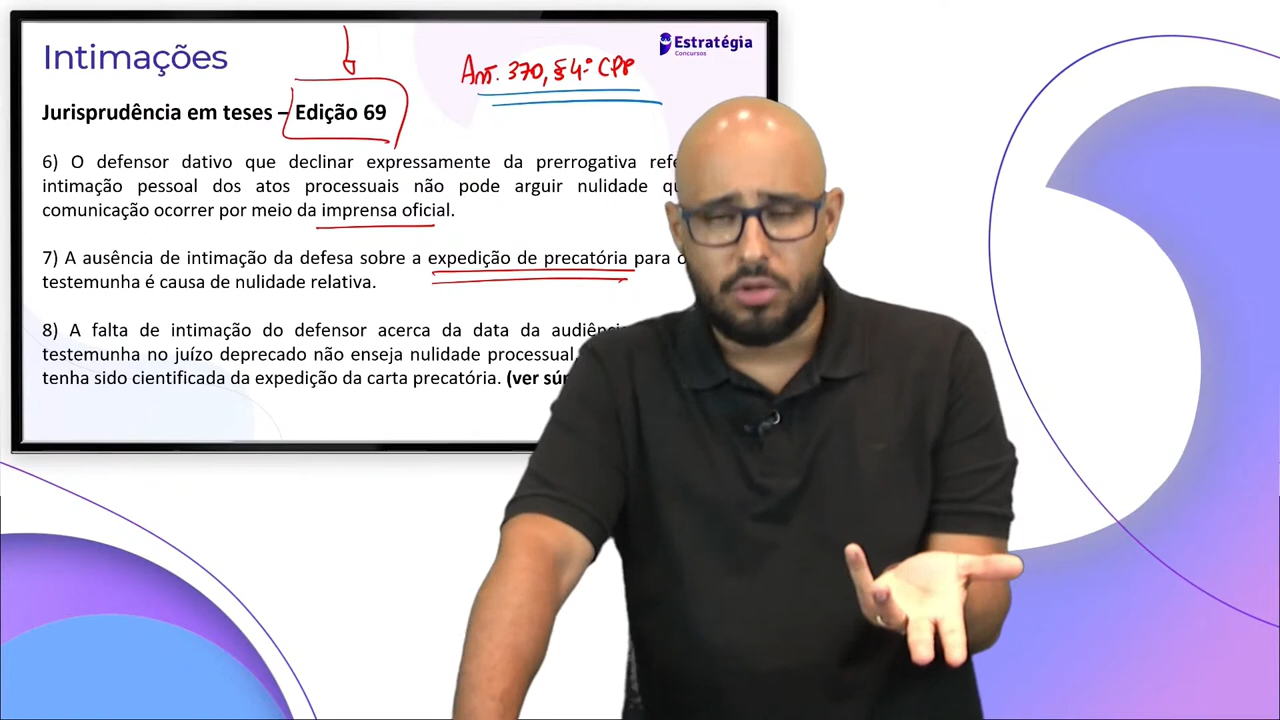 Intimações
Estratégia
Concursos
Art. 370, § 4º CPP
Jurisprudência em teses – Edição 69
6) O defensor dativo que declinar expressamente da prerrogativa
intimação pessoal dos atos processuais não pode arguir nulidade
comunicação ocorrer por meio da imprensa oficial.
7) A ausência de intimação da defesa sobre a expedição de precatória para
testemunha é causa de nulidade relativa.
8) A falta de intimação do defensor acerca da data da
testemunha no juízo deprecado não enseja nulidade processual,
tenha sido cientificada da expedição da carta precatória. (ver